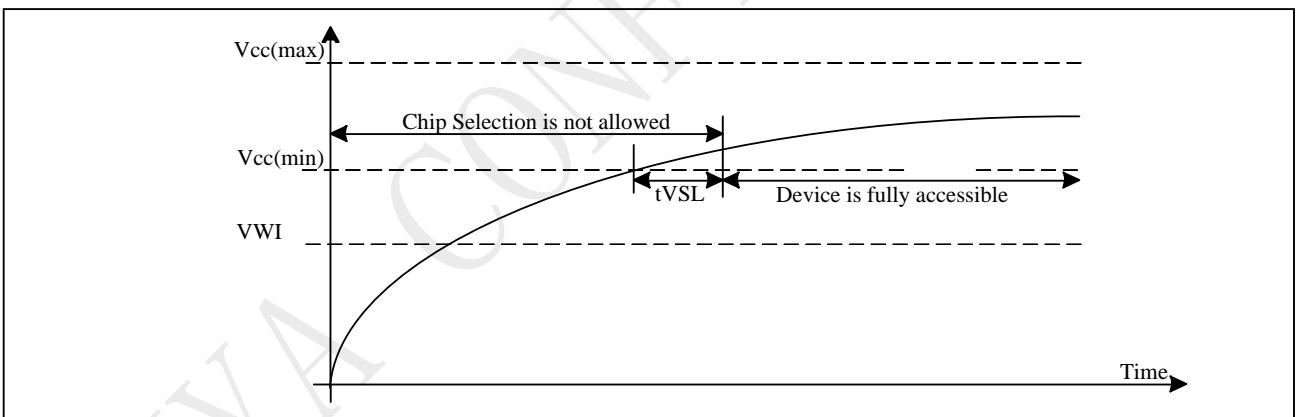 Vcc(max)
Chip Selection is not allowed
Vcc(min)
tVSL
Device is fully accessible
VWI
Time